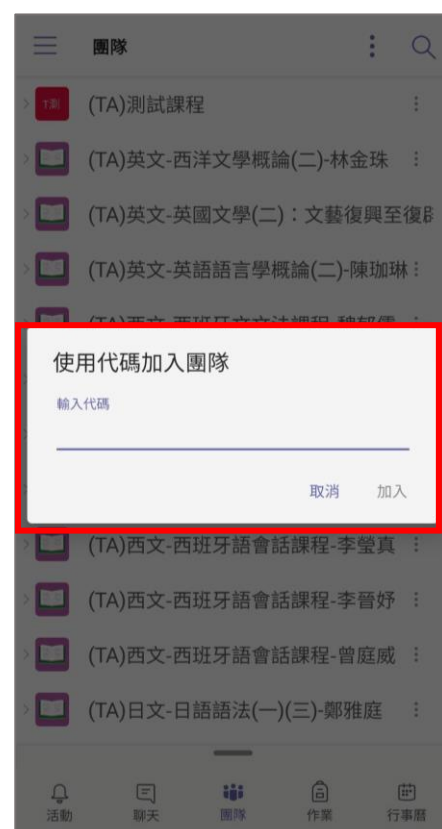 團隊
T測
(TA)測試課程
(TA)英文-西洋文學概論(二)-林金珠
(TA)英文-英國文學(二)：文藝復興至復
(TA)英文-英語語言學概論(二)-陳珈琳
使用代碼加入團隊
輸入代碼
取消 加入
(TA)西文-西班牙語會話課程-李瑩真
(TA)西文-西班牙語會話課程-李晉妤
(TA)西文-西班牙語會話課程-曾庭威
(TA)日文-日語語法(一)(三)-鄭雅庭
活動 聊天 團隊 作業 行事曆